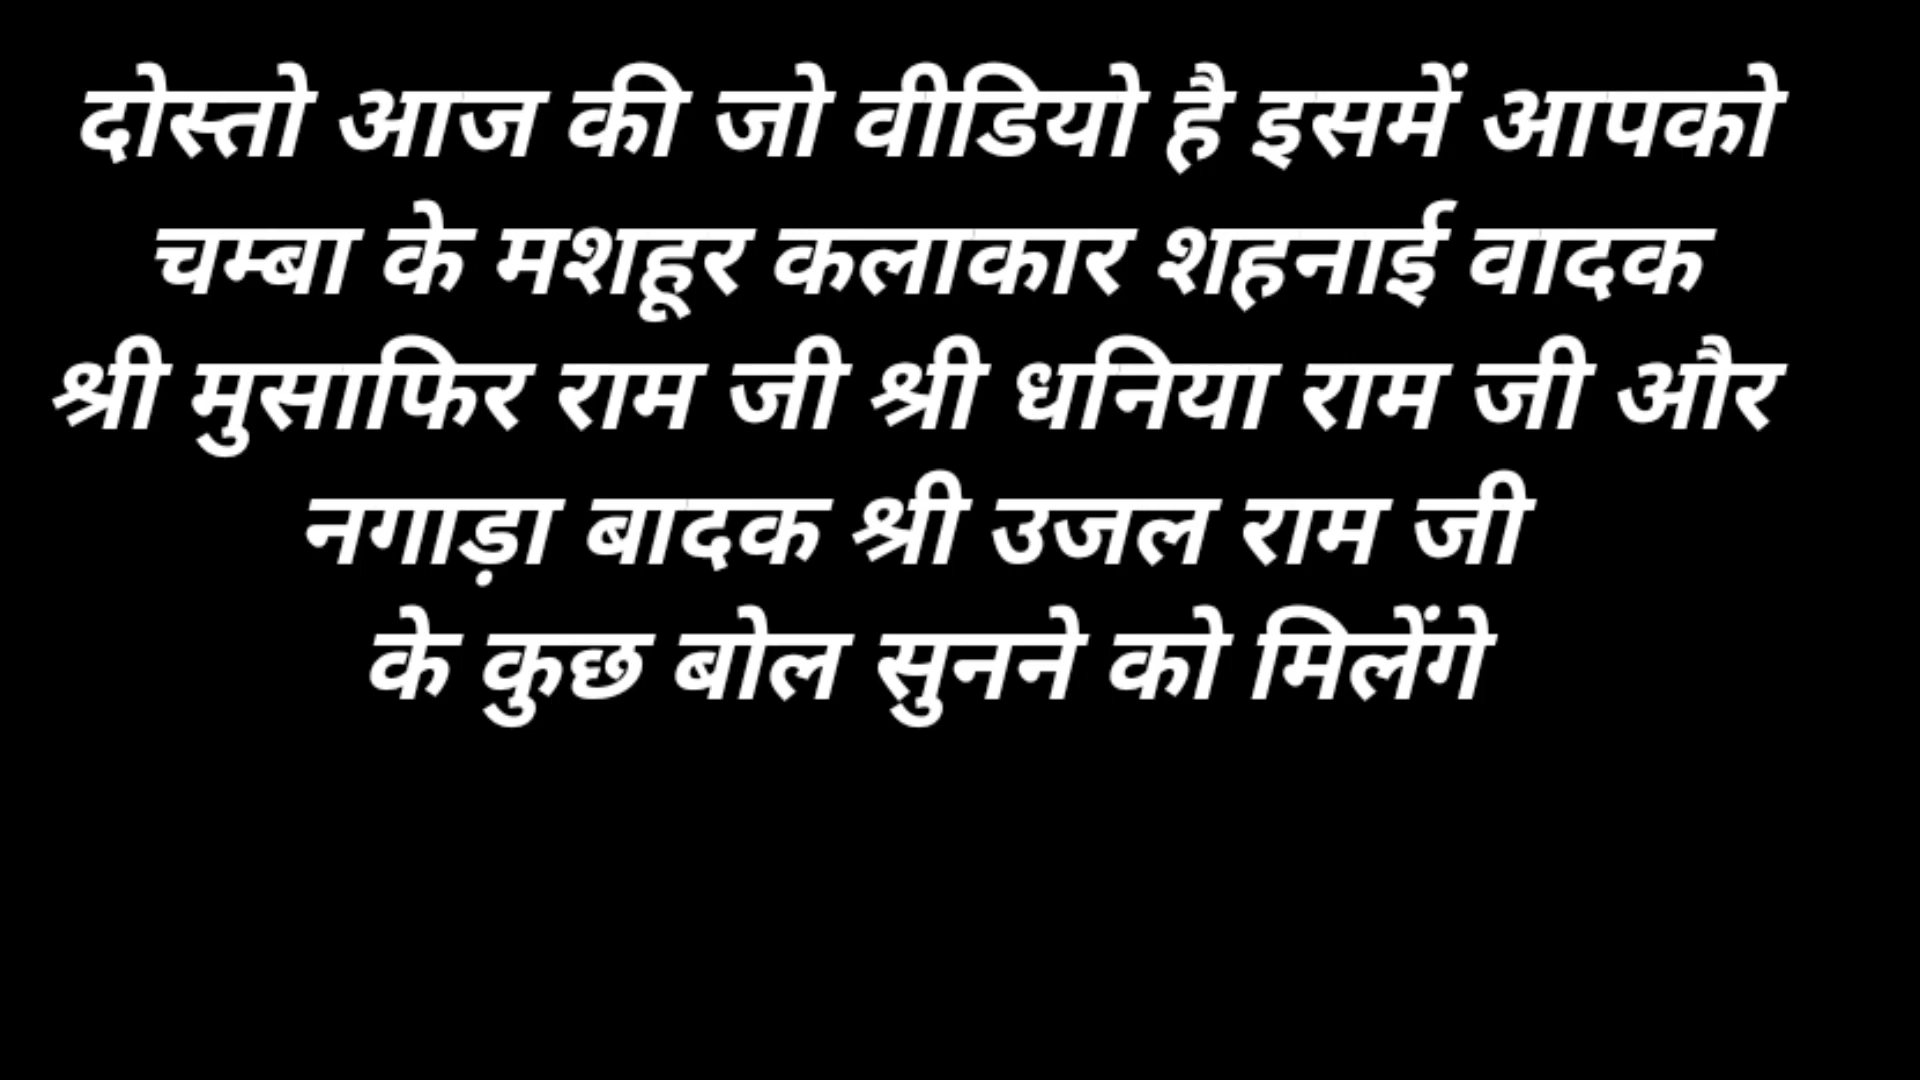 दोस्तो आज की जो वीडियो है इसमें आपको
चम्बा के मशहूर कलाकार शहनाई वादक
श्री मुसाफिर राम जी श्री धनिया राम जी और
नगाड़ा बादक श्री उजल राम जी
के कुछ बोल सुनने को मिलेंगे